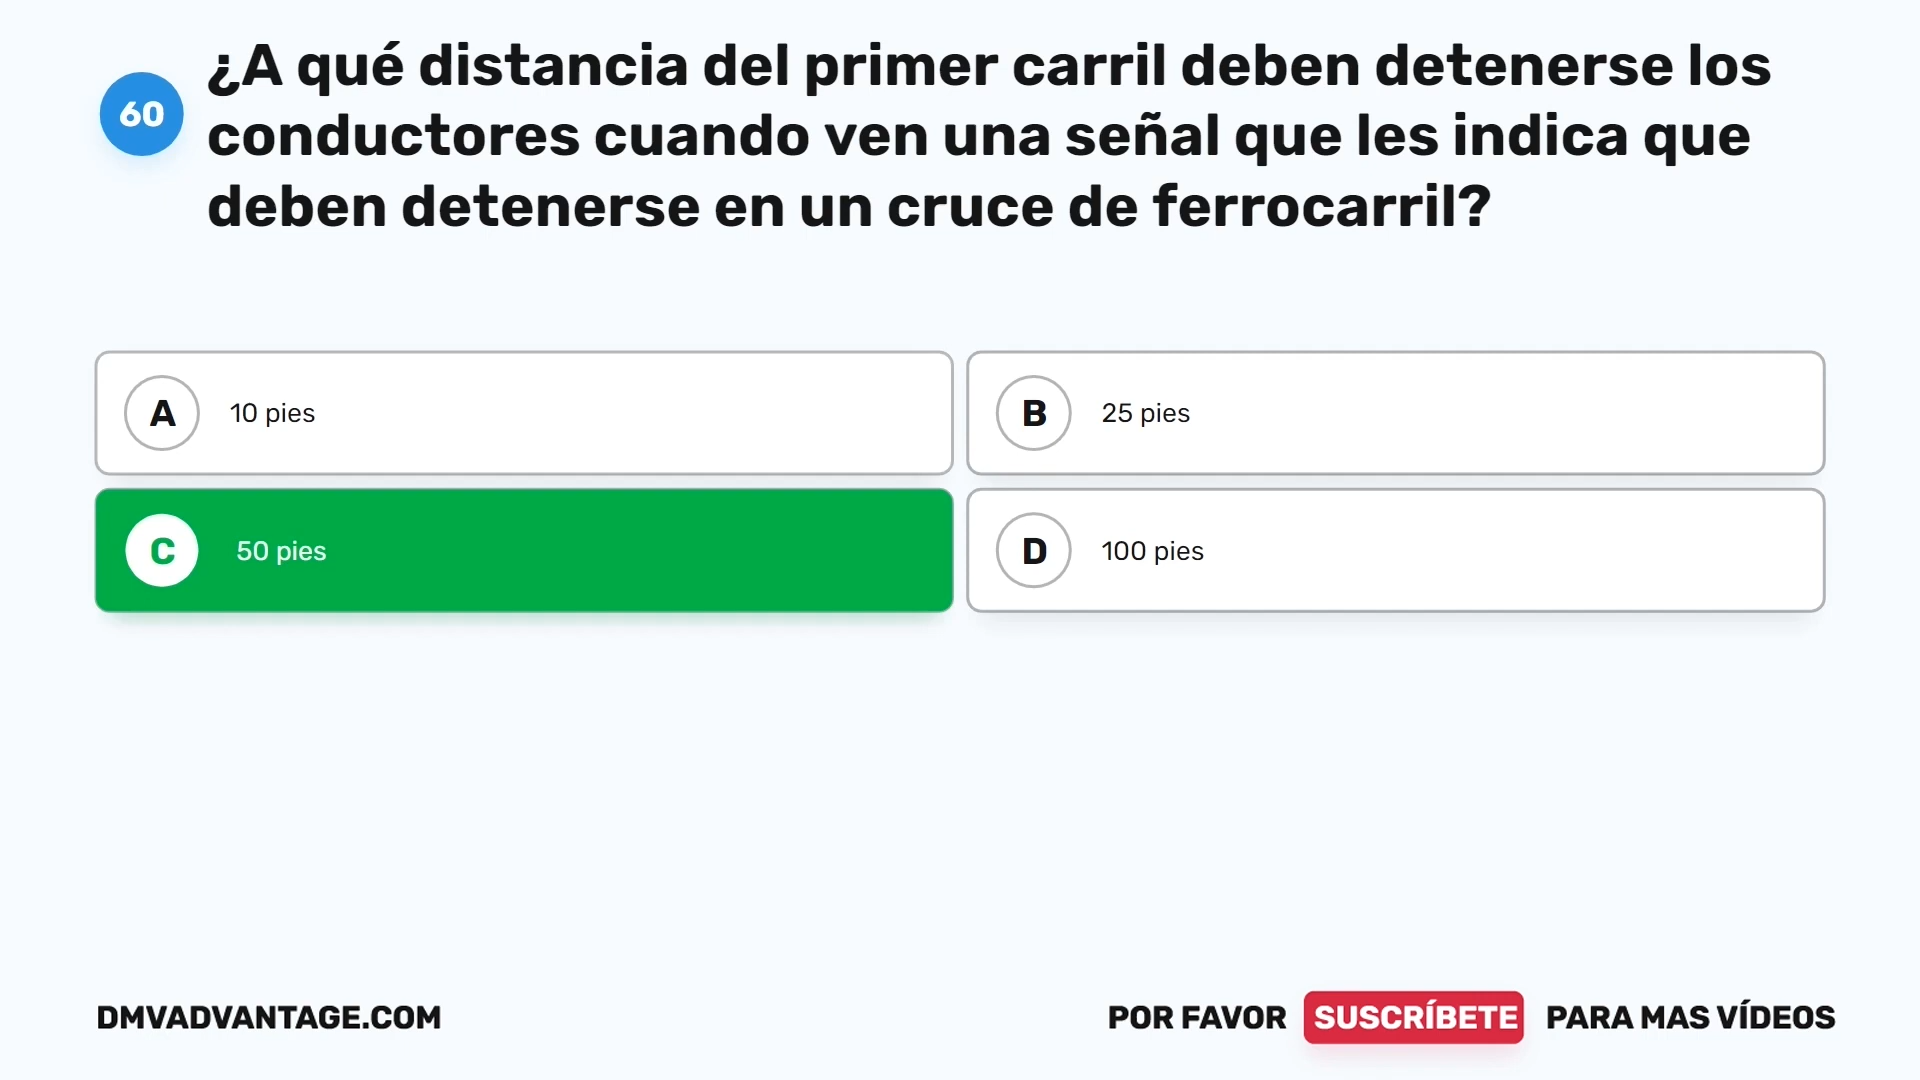 60
¿A qué distancia del primer carril deben detenerse los
conductores cuando ven una señal que les indica que
deben detenerse en un cruce de ferrocarril?
A 10 pies
B 25 pies
C 50 pies
D 100 pies
DMVADVANTAGE.COM
POR FAVOR SUSCRÍBETE PARA MAS VÍDEOS